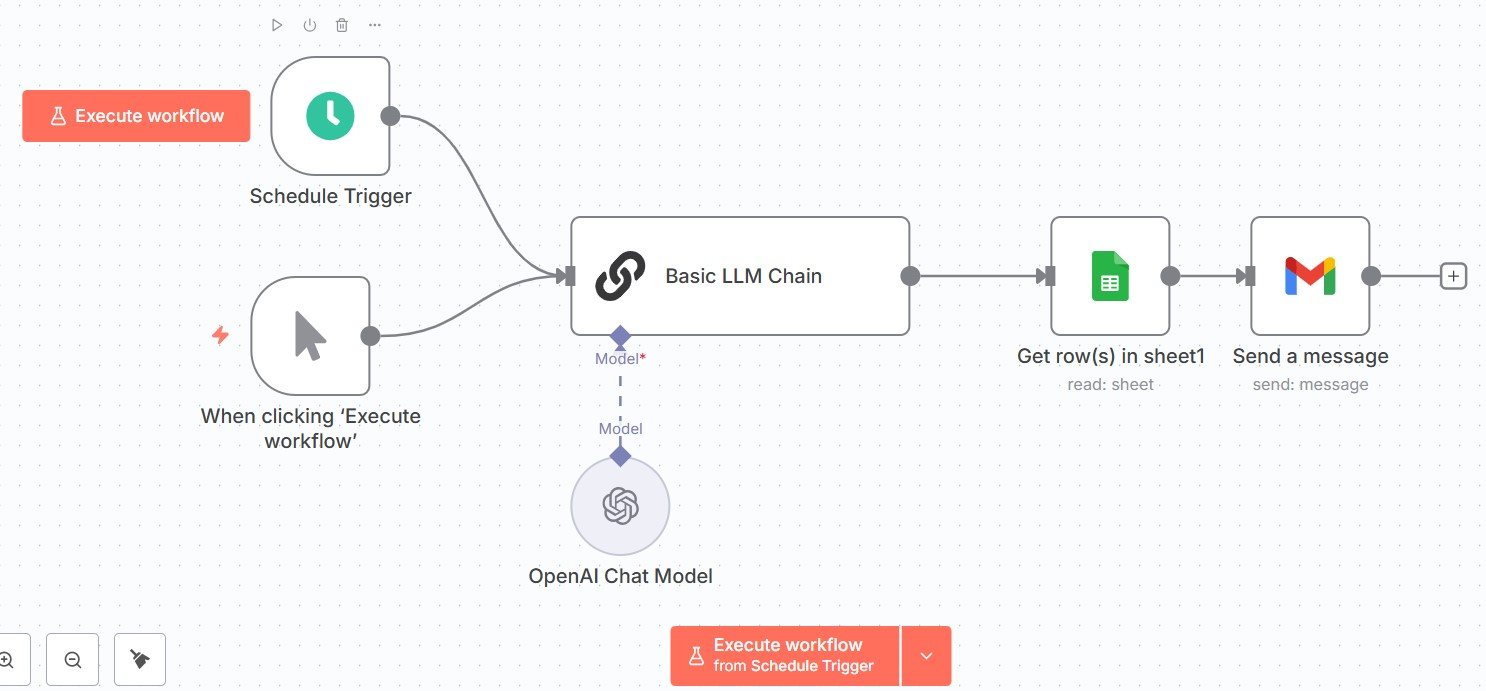 Execute workflow
Schedule Trigger
When clicking ‘Execute
workflow’
Basic LLM Chain
Model*
Model
OpenAI Chat Model
Get row(s) in sheet1
read: sheet
Send a message
send: message
Execute workflow
from Schedule Trigger